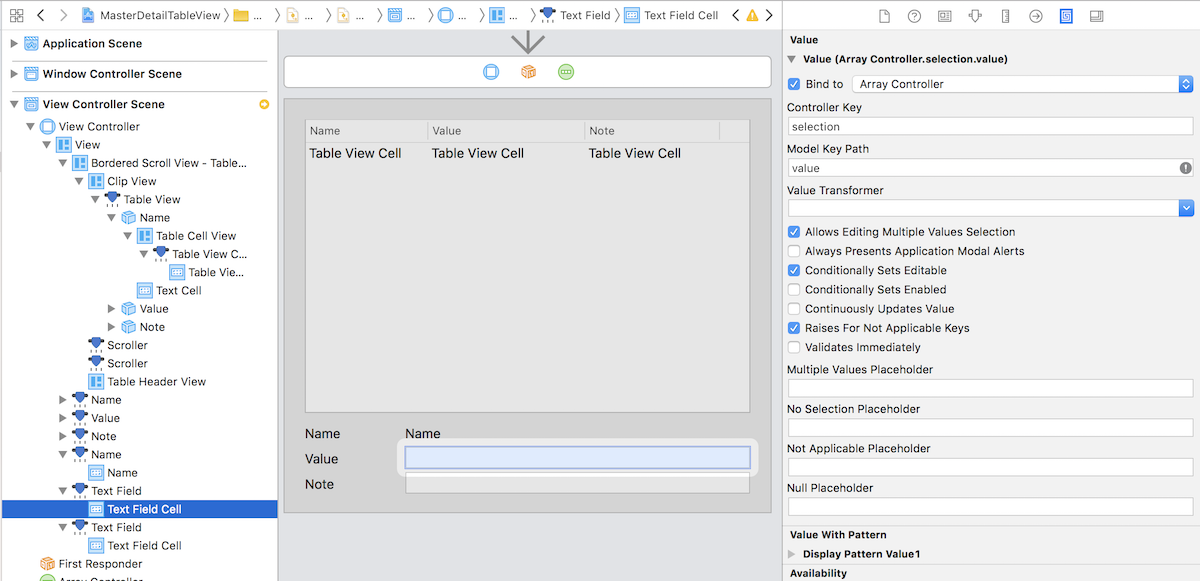 MasterDetailTableView
...
...
...
...
...
...
Text Field
Text Field Cell
Application Scene
Window Controller Scene
View Controller Scene
View Controller
View
Bordered Scroll View - Table...
Clip View
Table View
Name
Table Cell View
Table View C...
Table Vie...
Text Cell
Value
Note
Scroller
Scroller
Table Header View
Name
Value
Note
Name
Name
Text Field
Text Field Cell
Text Field
Text Field Cell
First Responder
Array Controller
Name Value Note
Table View Cell Table View Cell Table View Cell
Name Name
Value
Note
Value
Value (Array Controller.selection.value)
Bind to Array Controller
Controller Key
selection
Model Key Path
value
Value Transformer
Allows Editing Multiple Values Selection
Always Presents Application Modal Alerts
Conditionally Sets Editable
Conditionally Sets Enabled
Continuously Updates Value
Raises For Not Applicable Keys
Validates Immediately
Multiple Values Placeholder
No Selection Placeholder
Not Applicable Placeholder
Null Placeholder
Value With Pattern
Display Pattern Value1
Availability